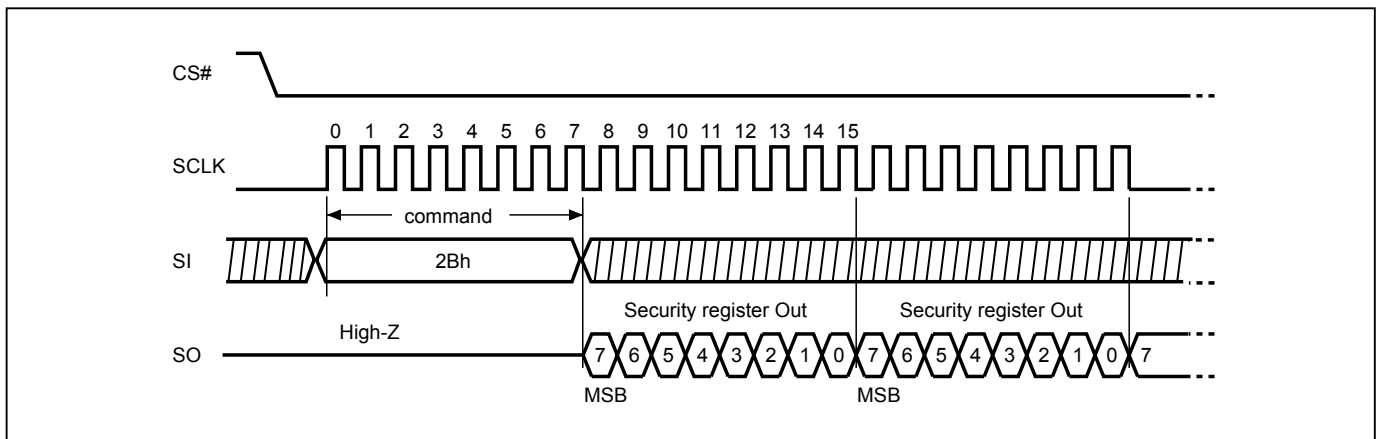 CS#
0 1 2 3 4 5 6 7 8 9 10 11 12 13 14 15
SCLK
command
SI
2Bh
Security register Out Security register Out
High-Z
SO
7 6 5 4 3 2 1 0 7 6 5 4 3 2 1 0 7
MSB MSB